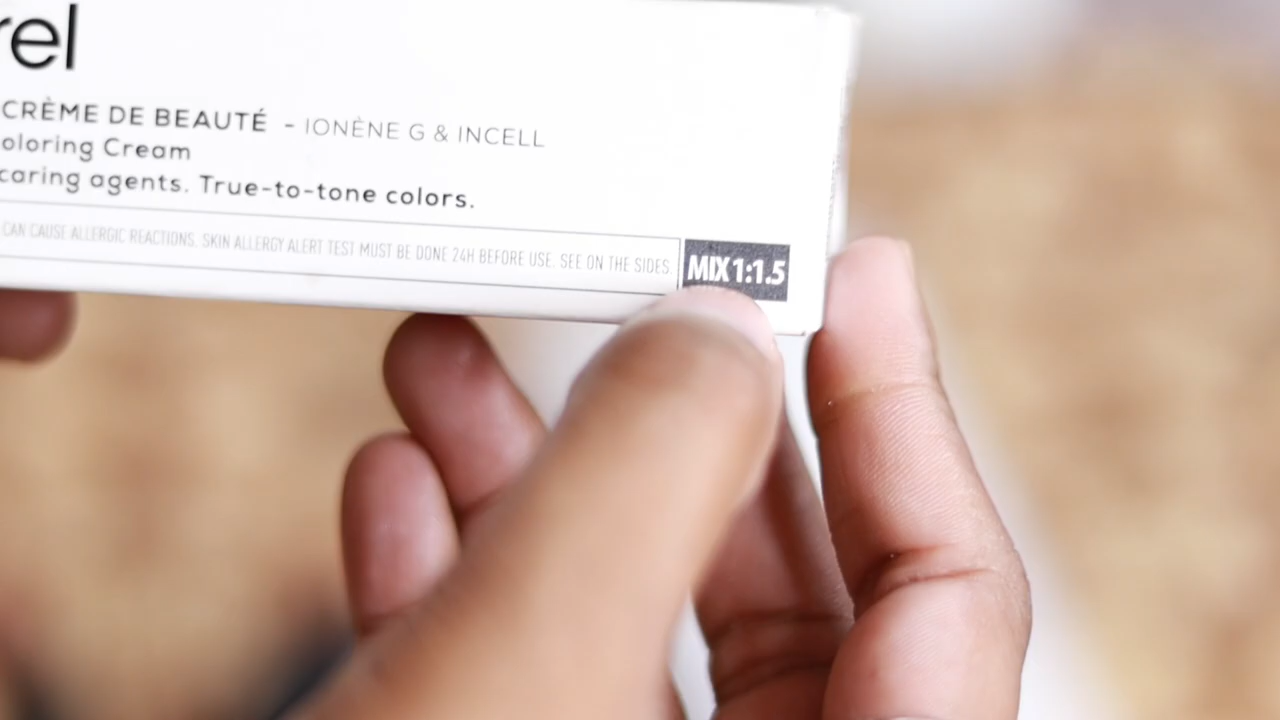 rel
CRÈME DE BEAUTÉ - IONÈNE G & INCELL
oloring Cream
caring agents. True-to-tone colors.
CAN CAUSE ALLERGIC REACTIONS. SKIN ALLERGY ALERT TEST MUST BE DONE 24H BEFORE USE. SEE ON THE SIDES.
MIX 1:1.5